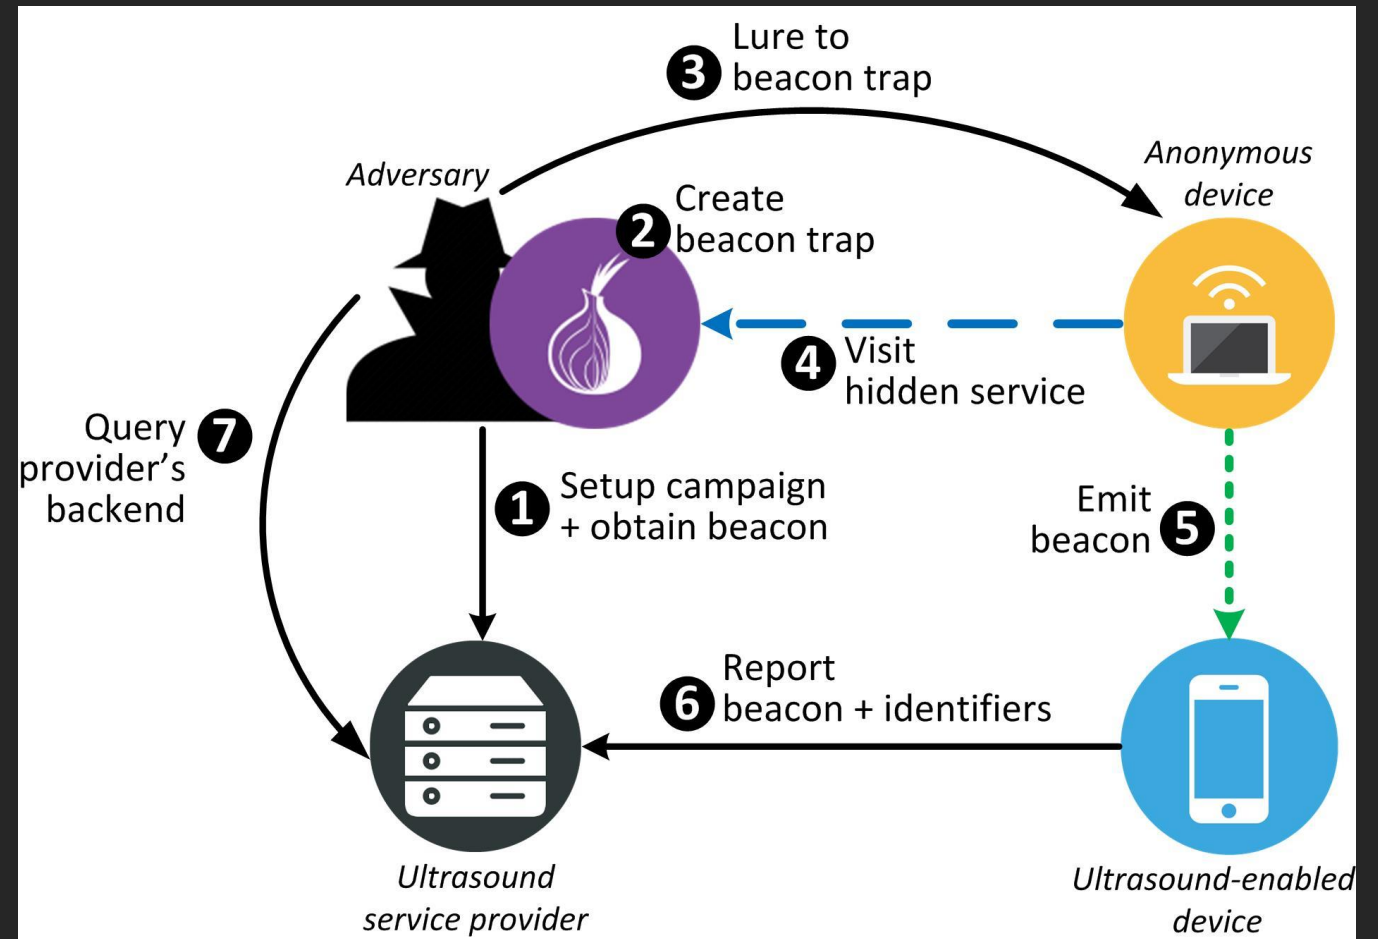 3
Lure to
beacon trap
Adversary
Anonymous
device
2
Create
beacon trap
4
Visit
hidden service
Query
provider’s
backend
7
1
Setup campaign
+ obtain beacon
Emit
beacon
5
6
Report
beacon + identifiers
Ultrasound
service provider
Ultrasound-enabled
device